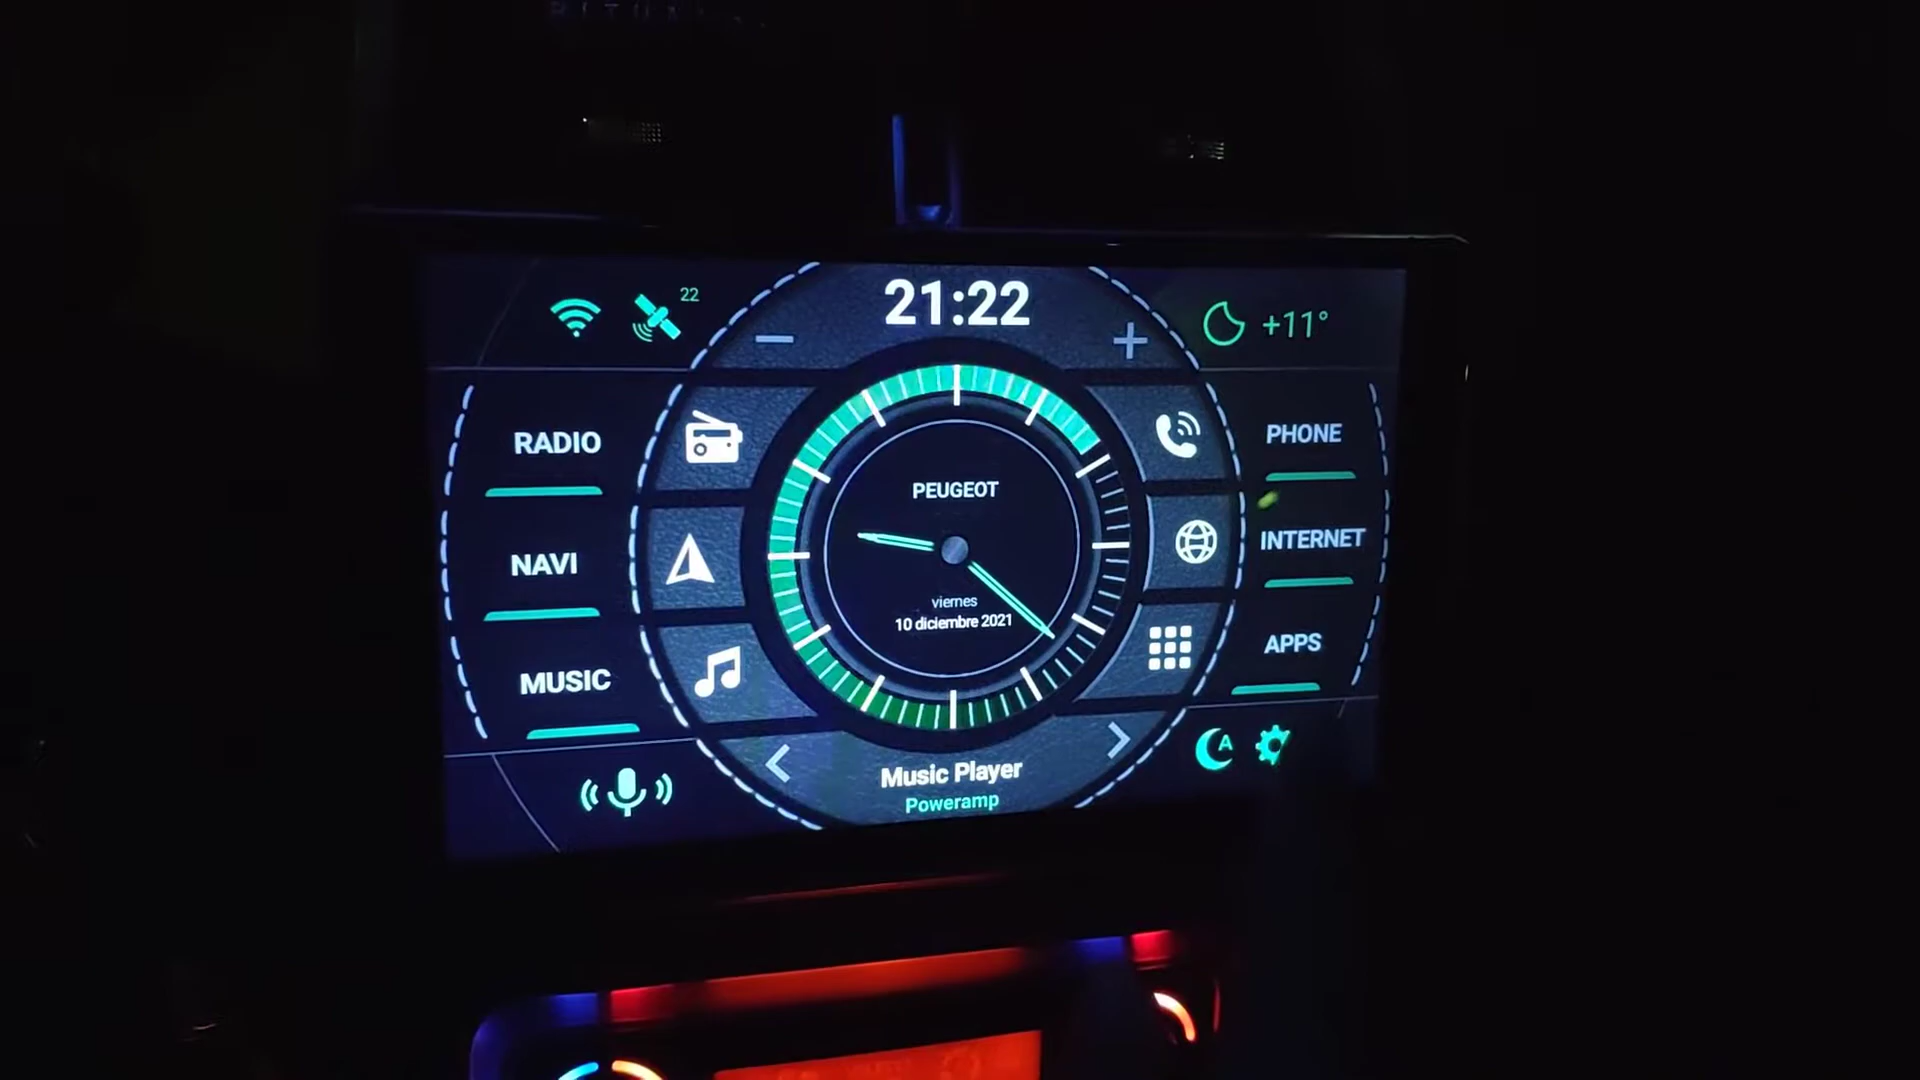 22
21:22
+11°
RADIO
PHONE
PEUGEOT
INTERNET
NAVI
viernes
10 diciembre 2021
APPS
MUSIC
A
Music Player
Poweramp